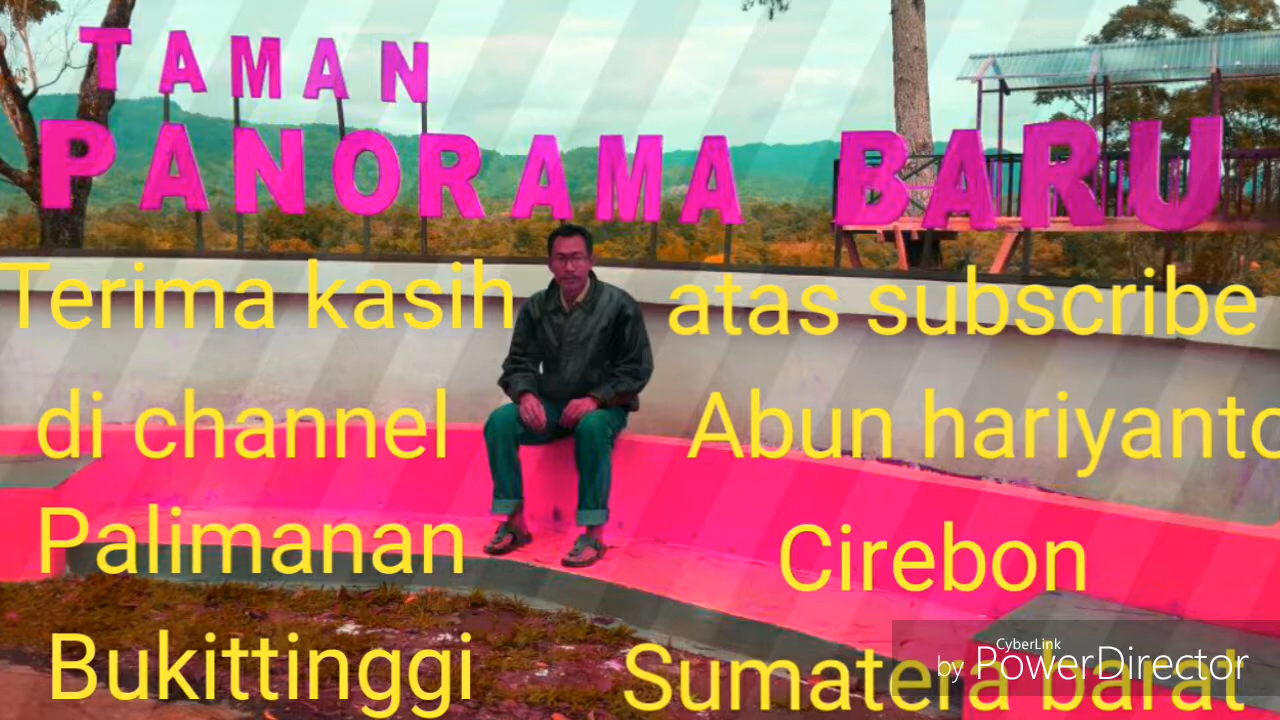 TAMAN
PANORAMA BARU
Terima kasih atas subscribe
di channel Abun hariyanto
Palimanan Cirebon
Bukittinggi Sumatera barat
CyberLink
by PowerDirector